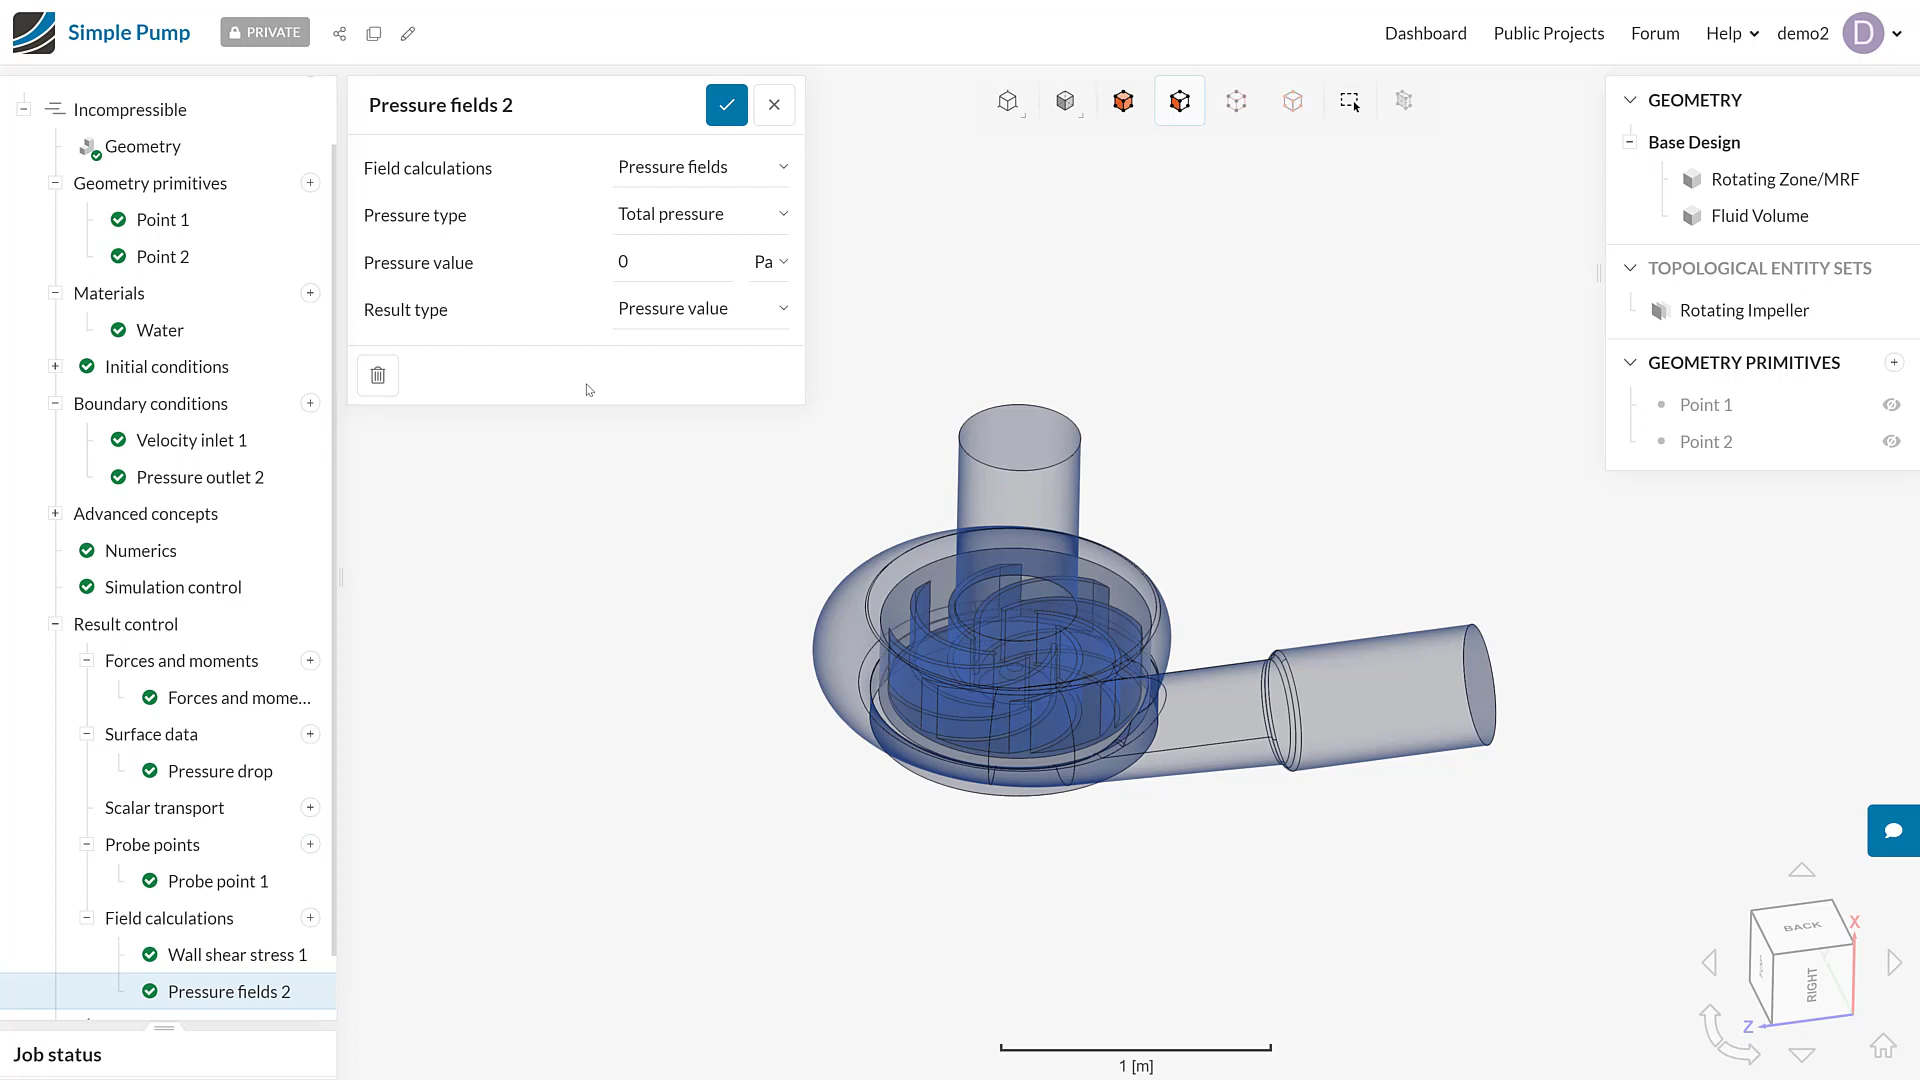 Simple Pump
PRIVATE
Dashboard
Public Projects
Forum
Help
demo2
D
Incompressible
Geometry
Geometry primitives
Point 1
Point 2
Materials
Water
Initial conditions
Boundary conditions
Velocity inlet 1
Pressure outlet 2
Advanced concepts
Numerics
Simulation control
Result control
Forces and moments
Forces and mome...
Surface data
Pressure drop
Scalar transport
Probe points
Probe point 1
Field calculations
Wall shear stress 1
Pressure fields 2
Job status
Pressure fields 2
Field calculations Pressure fields
Pressure type Total pressure
Pressure value 0 Pa
Result type Pressure value
GEOMETRY
Base Design
Rotating Zone/MRF
Fluid Volume
TOPOLOGICAL ENTITY SETS
Rotating Impeller
GEOMETRY PRIMITIVES
Point 1
Point 2
BACK
X
RIGHT
Z
1 [m]